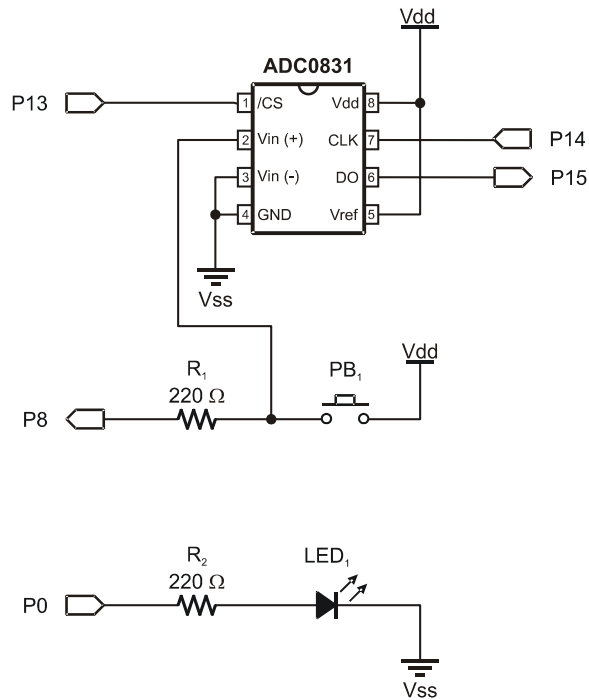 Vdd
ADC0831
P13
1 /CS Vdd 8
2 Vin (+) CLK 7
P14
3 Vin (-) DO 6
P15
4 GND Vref 5
Vss
R1
220 Ω
PB1
Vdd
P8
R2
220 Ω
LED1
P0
Vss